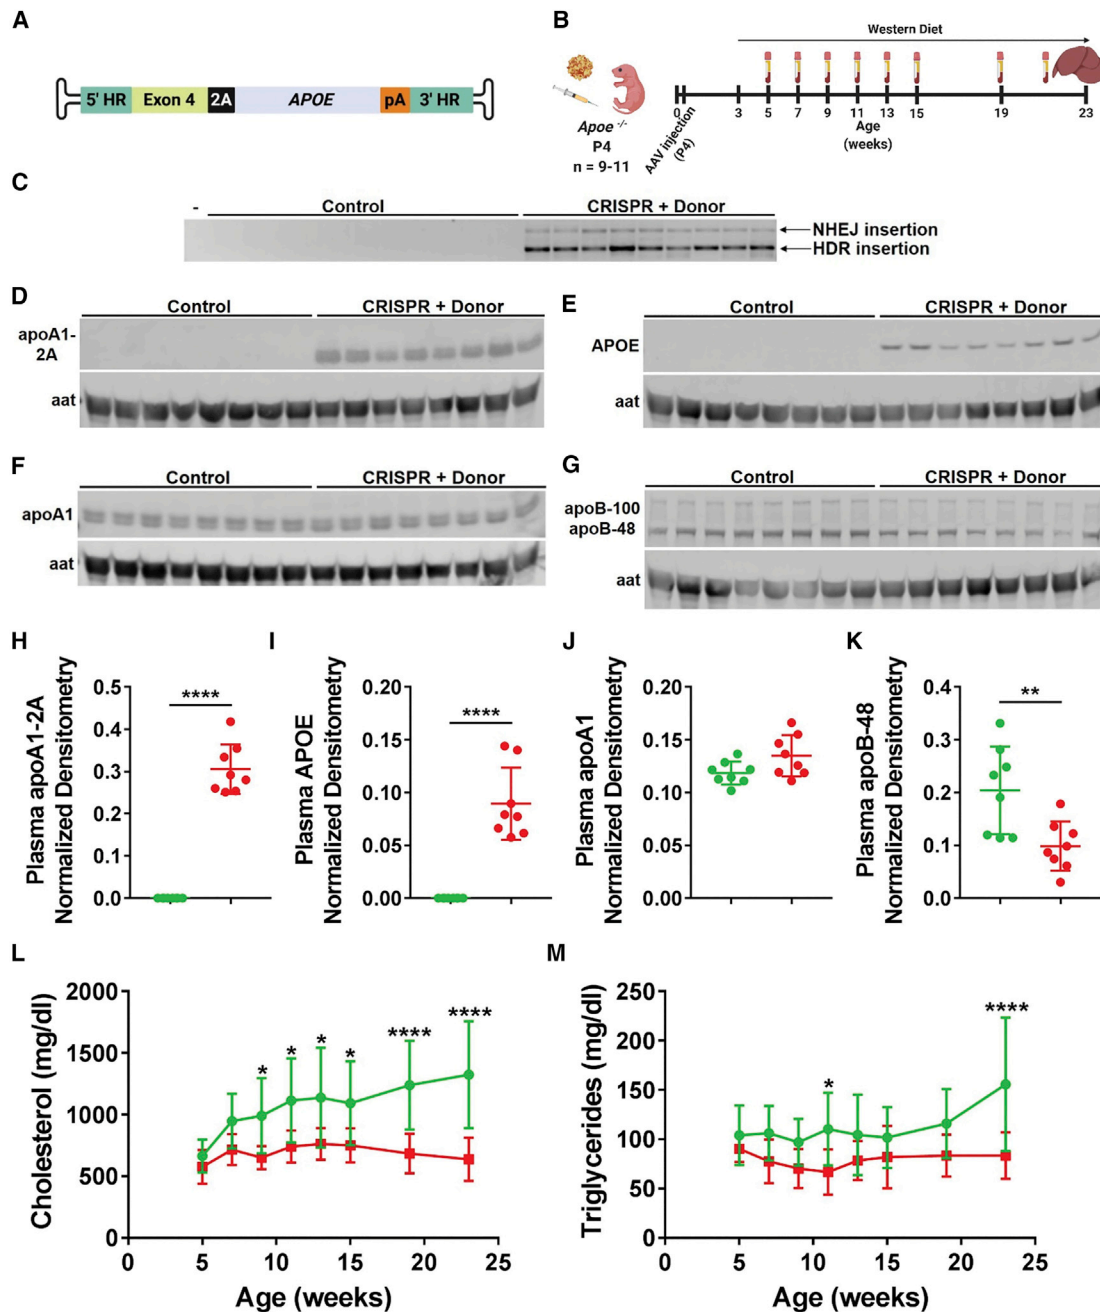 A
5' HR Exon 4 2A APOE pA 3' HR
B
Western Diet
Apoe -/-
P4
n = 9-11
0 3 5 7 9 11 13 15 19 23
AAV injection
(P4)
Age
(weeks)
C
- Control CRISPR + Donor
NHEJ insertion
HDR insertion
D
Control CRISPR + Donor
apoA1-
2A
aat
E
Control CRISPR + Donor
APOE
aat
F
Control CRISPR + Donor
apoA1
aat
G
Control CRISPR + Donor
apoB-100
apoB-48
aat
H
Plasma apoA1-2A
Normalized Densitometry
0.5
0.4
0.3
0.2
0.1
0.0
****
I
Plasma APOE
Normalized Densitometry
0.20
0.15
0.10
0.05
0.00
****
J
Plasma apoA1
Normalized Densitometry
0.20
0.15
0.10
0.05
0.00
K
Plasma apoB-48
Normalized Densitometry
0.4
0.3
0.2
0.1
0.0
**
L
Cholesterol (mg/dl)
2000
1500
1000
500
0
* * * * **** ****
0 5 10 15 20 25
Age (weeks)
M
Triglycerides (mg/dl)
250
200
150
100
50
0
* ****
0 5 10 15 20 25
Age (weeks)